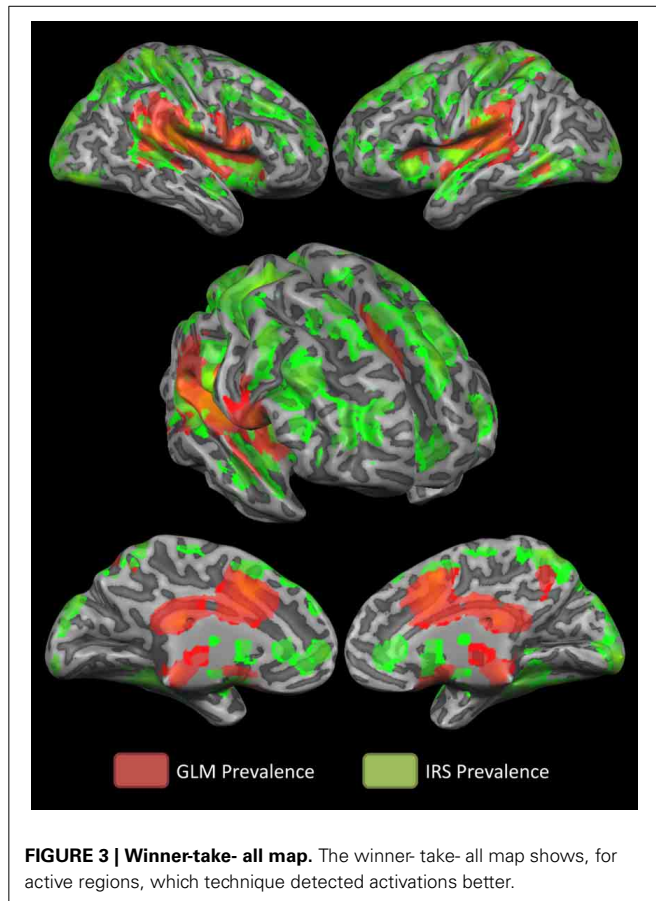 GLM Prevalence IRS Prevalence
FIGURE 3 | Winner-take- all map. The winner- take- all map shows, for
active regions, which technique detected activations better.